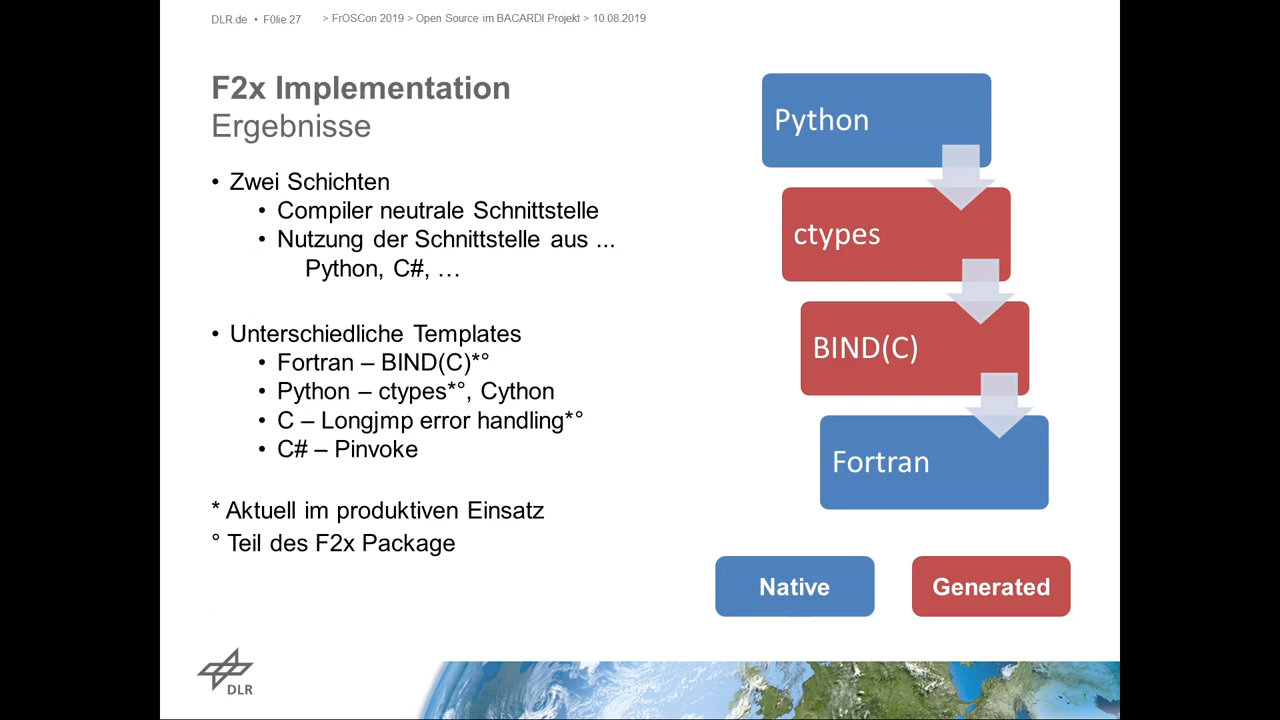 DLR.de • F0lie 27 > FrOSCon 2019 > Open Source im BACARDI Projekt > 10.08.2019
F2x Implementation
Ergebnisse
• Zwei Schichten
• Compiler neutrale Schnittstelle
• Nutzung der Schnittstelle aus ...
Python, C#, …
• Unterschiedliche Templates
• Fortran – BIND(C)*°
• Python – ctypes*°, Cython
• C – Longjmp error handling*°
• C# – Pinvoke
* Aktuell im produktiven Einsatz
° Teil des F2x Package
Python
ctypes
BIND(C)
Fortran
Native
Generated
DLR